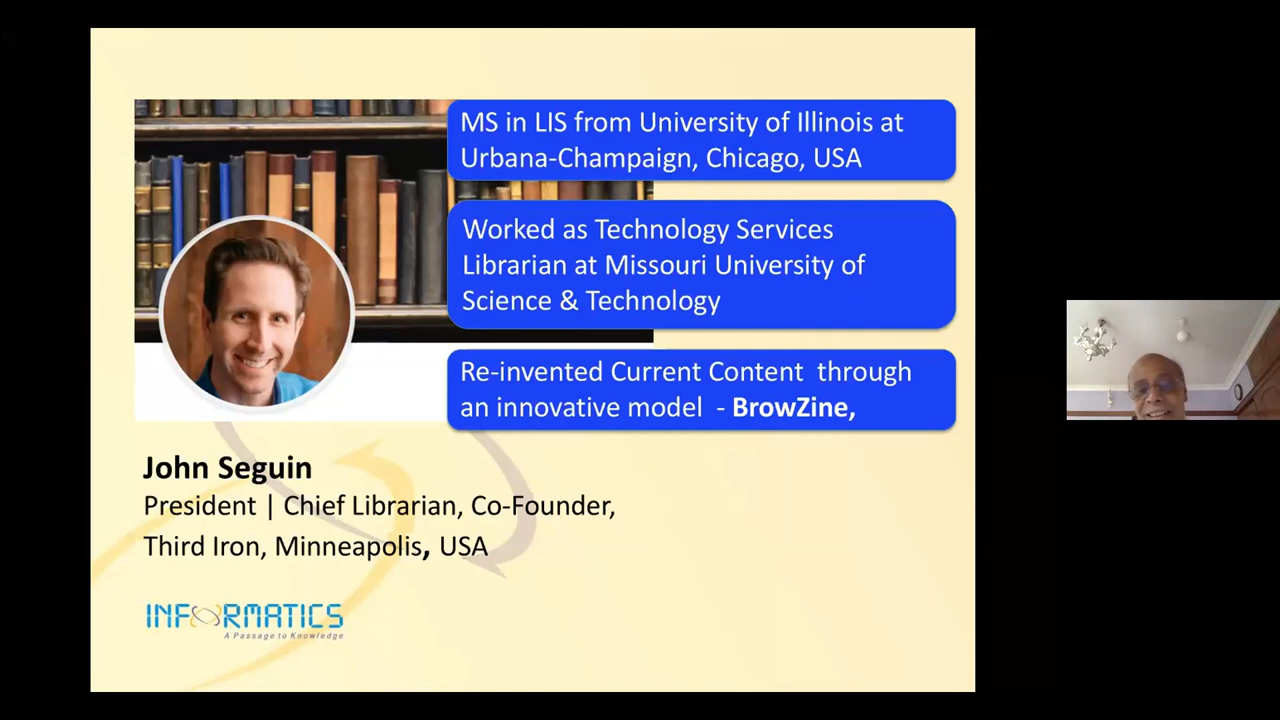 MS in LIS from University of Illinois at
Urbana-Champaign, Chicago, USA
Worked as Technology Services
Librarian at Missouri University of
Science & Technology
Re-invented Current Content through
an innovative model - BrowZine,
John Seguin
President | Chief Librarian, Co-Founder,
Third Iron, Minneapolis, USA
INFORMATICS
A Passage to Knowledge